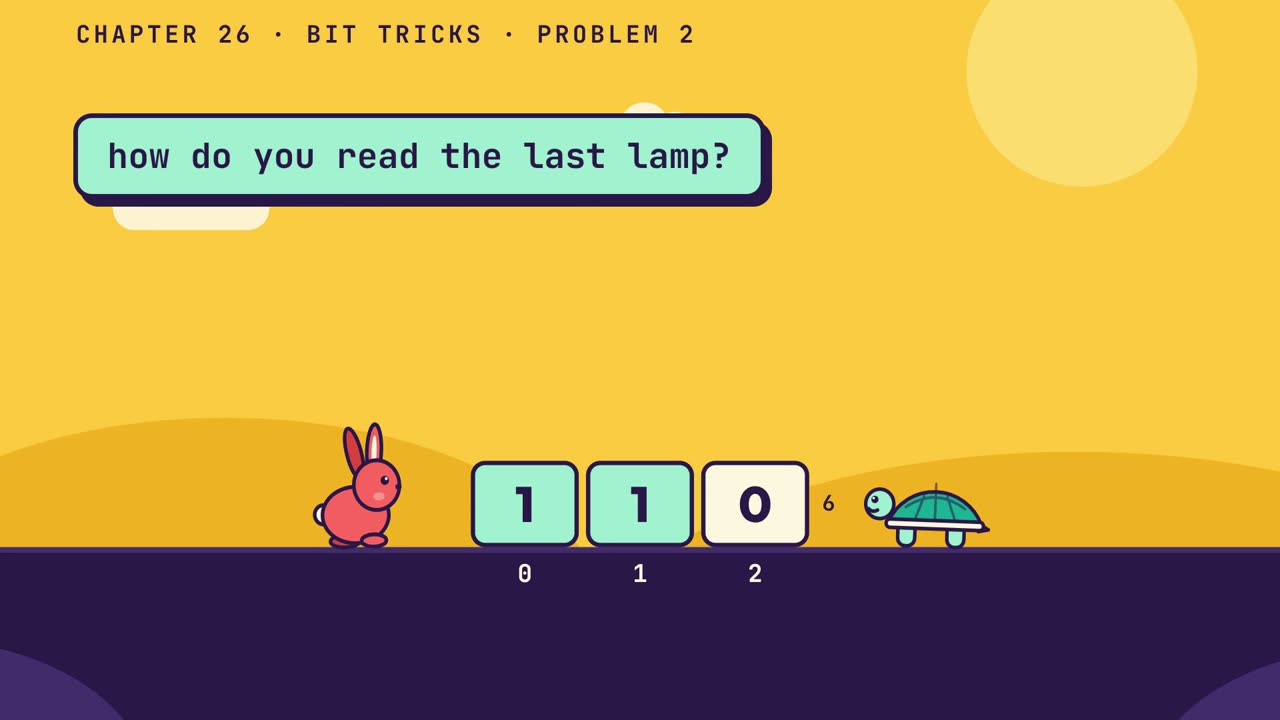 CHAPTER 26 · BIT TRICKS · PROBLEM 2
how do you read the last lamp?
1 1 0 6
0 1 2